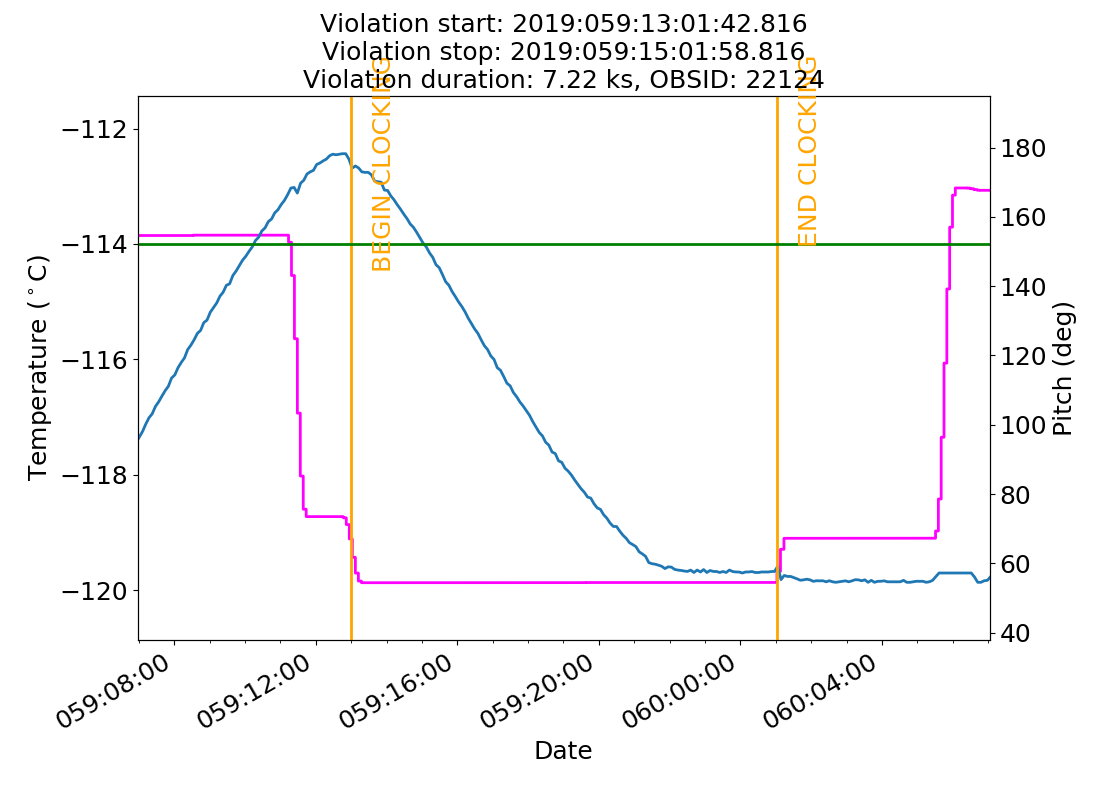 Violation start: 2019:059:13:01:42.816
Violation stop: 2019:059:15:01:58.816
Violation duration: 7.22 ks, OBSID: 22124
BEGIN CLOCKING
END CLOCKING
−112
−114
−116
−118
−120
Temperature (°C)
180
160
140
120
100
80
60
40
Pitch (deg)
059:08:00
059:12:00
059:16:00
059:20:00
060:00:00
060:04:00
Date